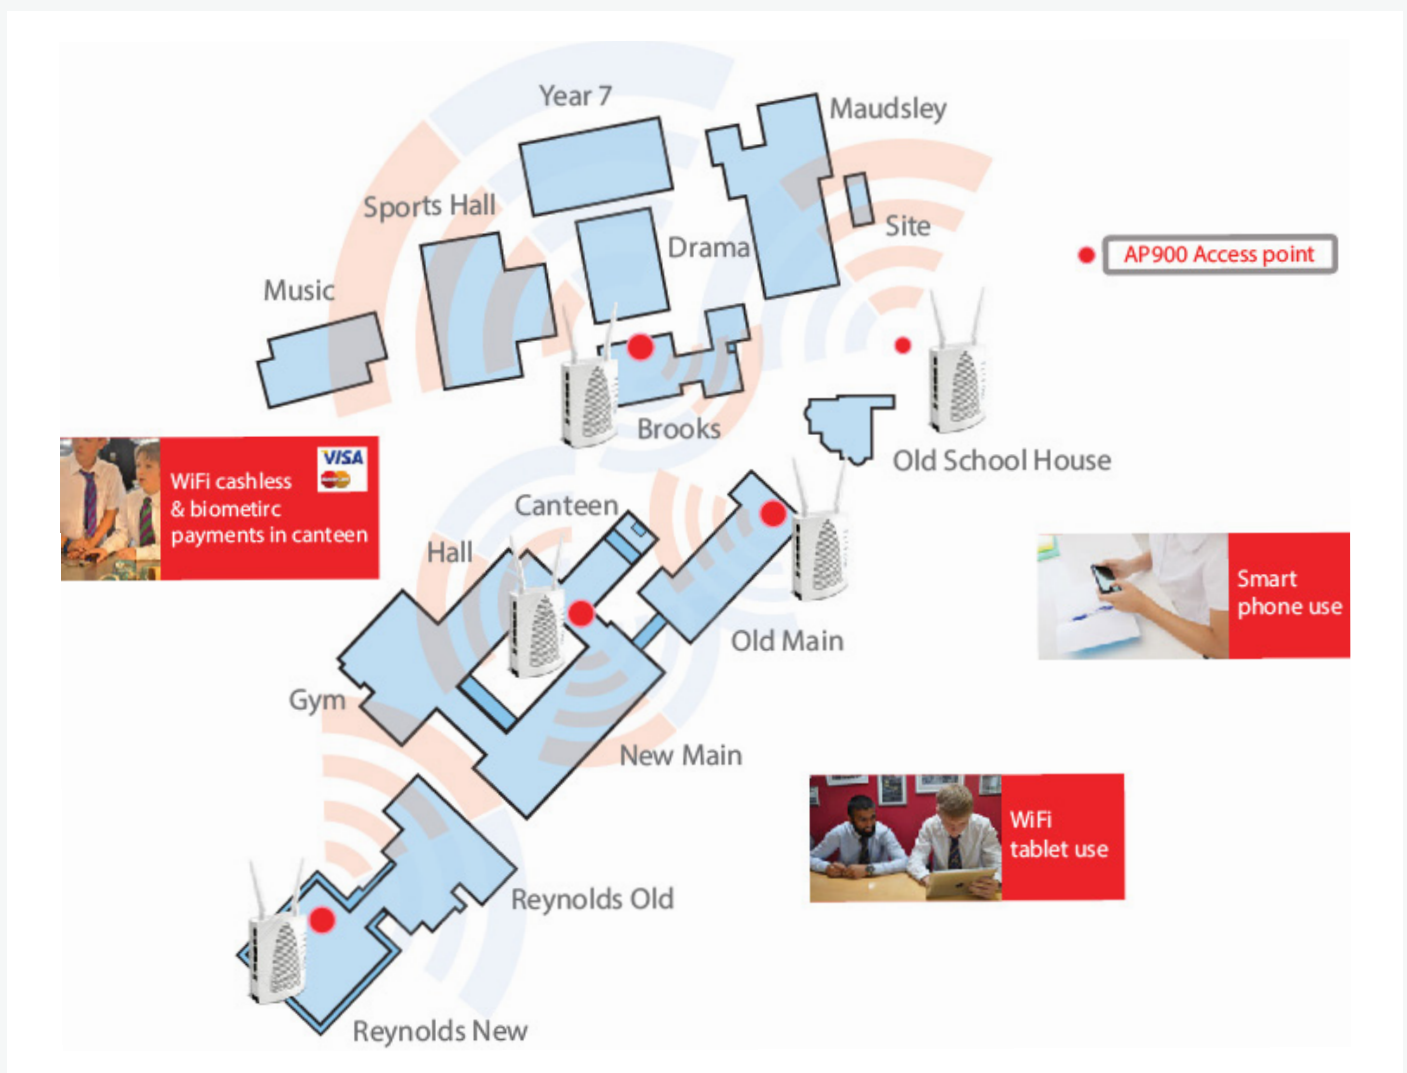 Year 7
Maudsley
Sports Hall
Site
Drama
AP900 Access point
Music
Brooks
Old School House
VISA
WiFi cashless
& biometirc
payments in canteen
Canteen
Hall
Smart
phone use
Old Main
Gym
New Main
WiFi
tablet use
Reynolds Old
Reynolds New